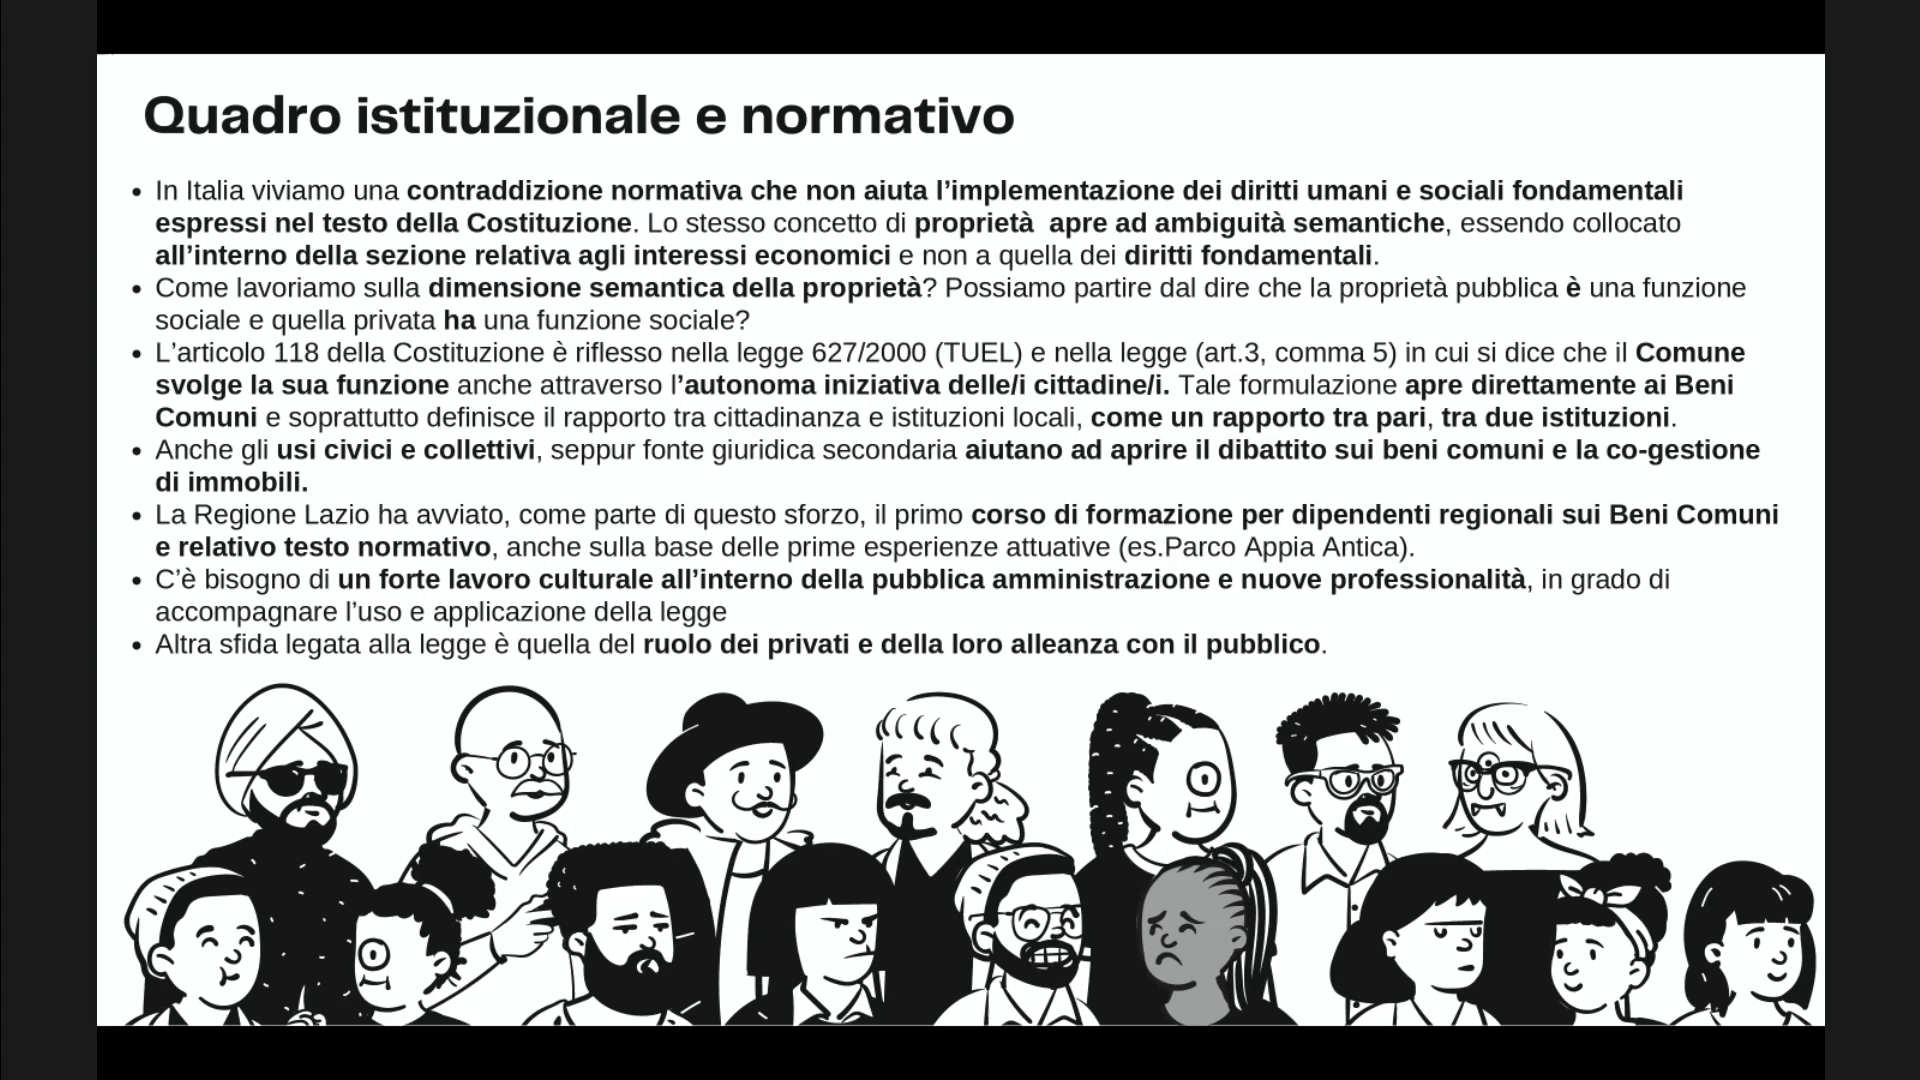 Quadro istituzionale e normativo
• In Italia viviamo una contraddizione normativa che non aiuta l’implementazione dei diritti umani e sociali fondamentali
espressi nel testo della Costituzione. Lo stesso concetto di proprietà  apre ad ambiguità semantiche, essendo collocato
all’interno della sezione relativa agli interessi economici e non a quella dei diritti fondamentali.
• Come lavoriamo sulla dimensione semantica della proprietà? Possiamo partire dal dire che la proprietà pubblica è una funzione
sociale e quella privata ha una funzione sociale?
• L’articolo 118 della Costituzione è riflesso nella legge 627/2000 (TUEL) e nella legge (art.3, comma 5) in cui si dice che il Comune
svolge la sua funzione anche attraverso l’autonoma iniziativa delle/i cittadine/i. Tale formulazione apre direttamente ai Beni
Comuni e soprattutto definisce il rapporto tra cittadinanza e istituzioni locali, come un rapporto tra pari, tra due istituzioni.
• Anche gli usi civici e collettivi, seppur fonte giuridica secondaria aiutano ad aprire il dibattito sui beni comuni e la co-gestione
di immobili.
• La Regione Lazio ha avviato, come parte di questo sforzo, il primo corso di formazione per dipendenti regionali sui Beni Comuni
e relativo testo normativo, anche sulla base delle prime esperienze attuative (es.Parco Appia Antica).
• C’è bisogno di un forte lavoro culturale all’interno della pubblica amministrazione e nuove professionalità, in grado di
accompagnare l’uso e applicazione della legge
• Altra sfida legata alla legge è quella del ruolo dei privati e della loro alleanza con il pubblico.